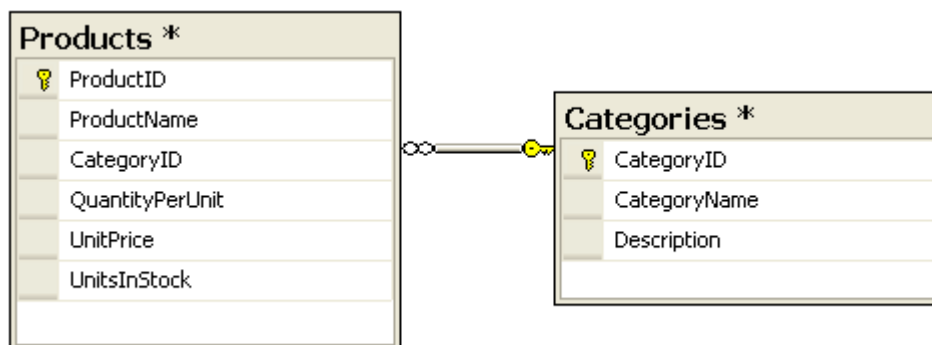 Products *
ProductID
ProductName
CategoryID
QuantityPerUnit
UnitPrice
UnitsInStock
Categories *
CategoryID
CategoryName
Description